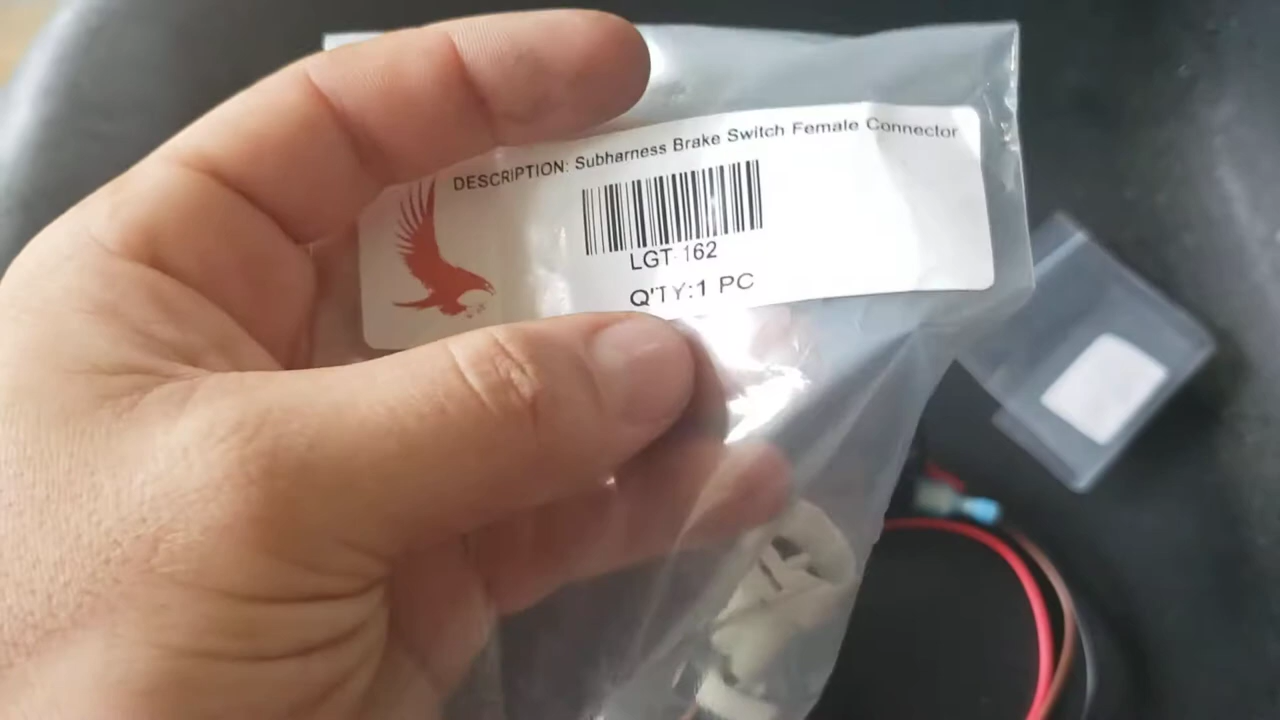 DESCRIPTION: Subharness Brake Switch Female Connector
LGT 162
Q'TY:1 PC